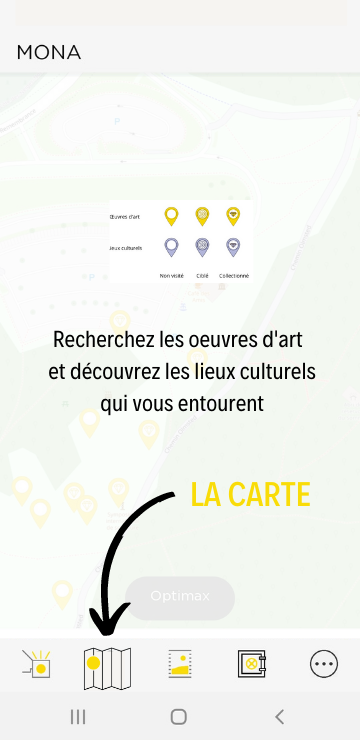 MONA
Œuvres d'art
Lieux culturels
Non visité Ciblé Collectionné
Recherchez les oeuvres d'art
et découvrez les lieux culturels
qui vous entourent
LA CARTE
Optimax